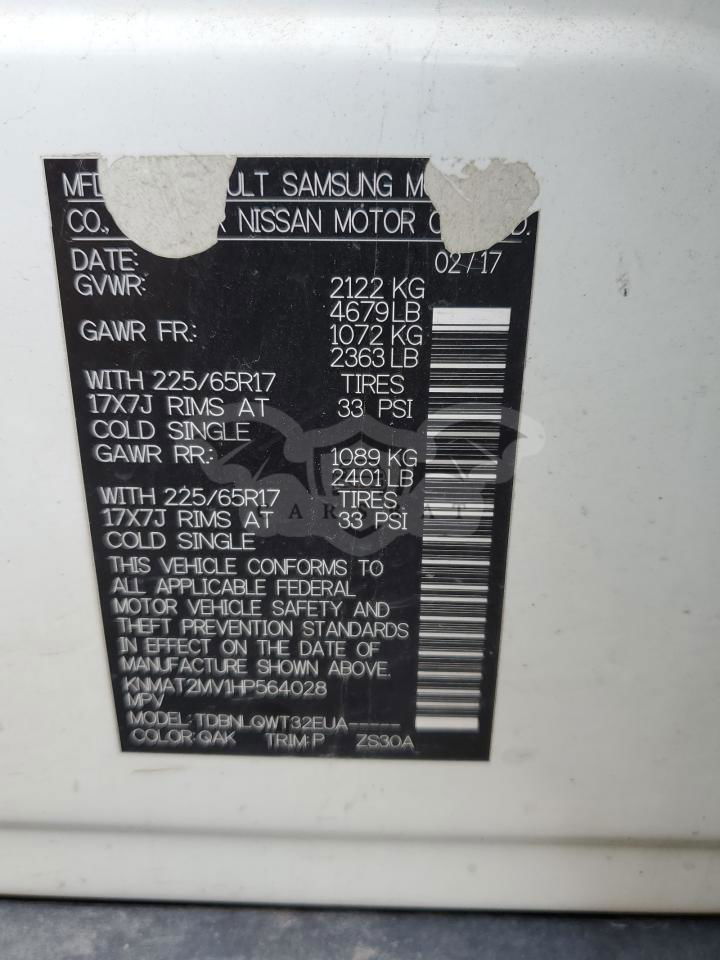 MFD ULT SAMSUNG M
CO., NISSAN MOTOR D.
DATE: 02/17
GVWR: 2122 KG
4679 LB
GAWR FR: 1072 KG
2363 LB
WITH 225/65R17 TIRES
17X7J RIMS AT 33 PSI
COLD SINGLE
GAWR RR: 1089 KG
2401 LB
WITH 225/65R17 TIRES
17X7J RIMS AT 33 PSI
COLD SINGLE
THIS VEHICLE CONFORMS TO
ALL APPLICABLE FEDERAL
MOTOR VEHICLE SAFETY AND
THEFT PREVENTION STANDARDS
IN EFFECT ON THE DATE OF
MANUFACTURE SHOWN ABOVE.
KNMAT2MV1HP564028
MPV
MODEL: TDBNLQWT32EUA-----
COLOR: QAK TRIM: P ZS30A